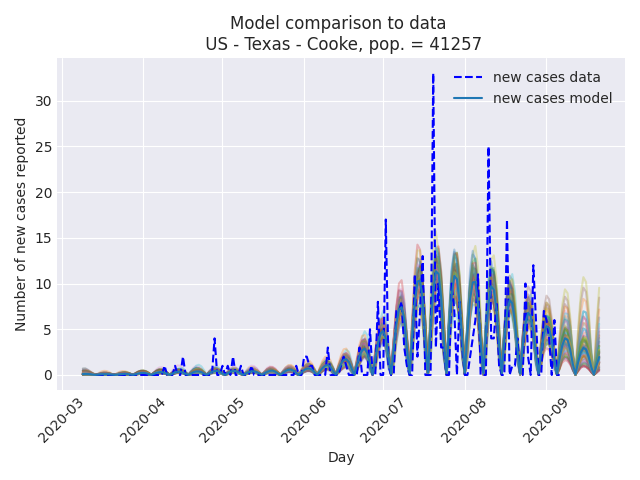 Model comparison to data
US - Texas - Cooke, pop. = 41257
new cases data
new cases model
Number of new cases reported
30
25
20
15
10
5
0
2020-03
2020-04
2020-05
2020-06
2020-07
2020-08
2020-09
Day